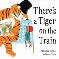 There's a
Tiger
on the
Train